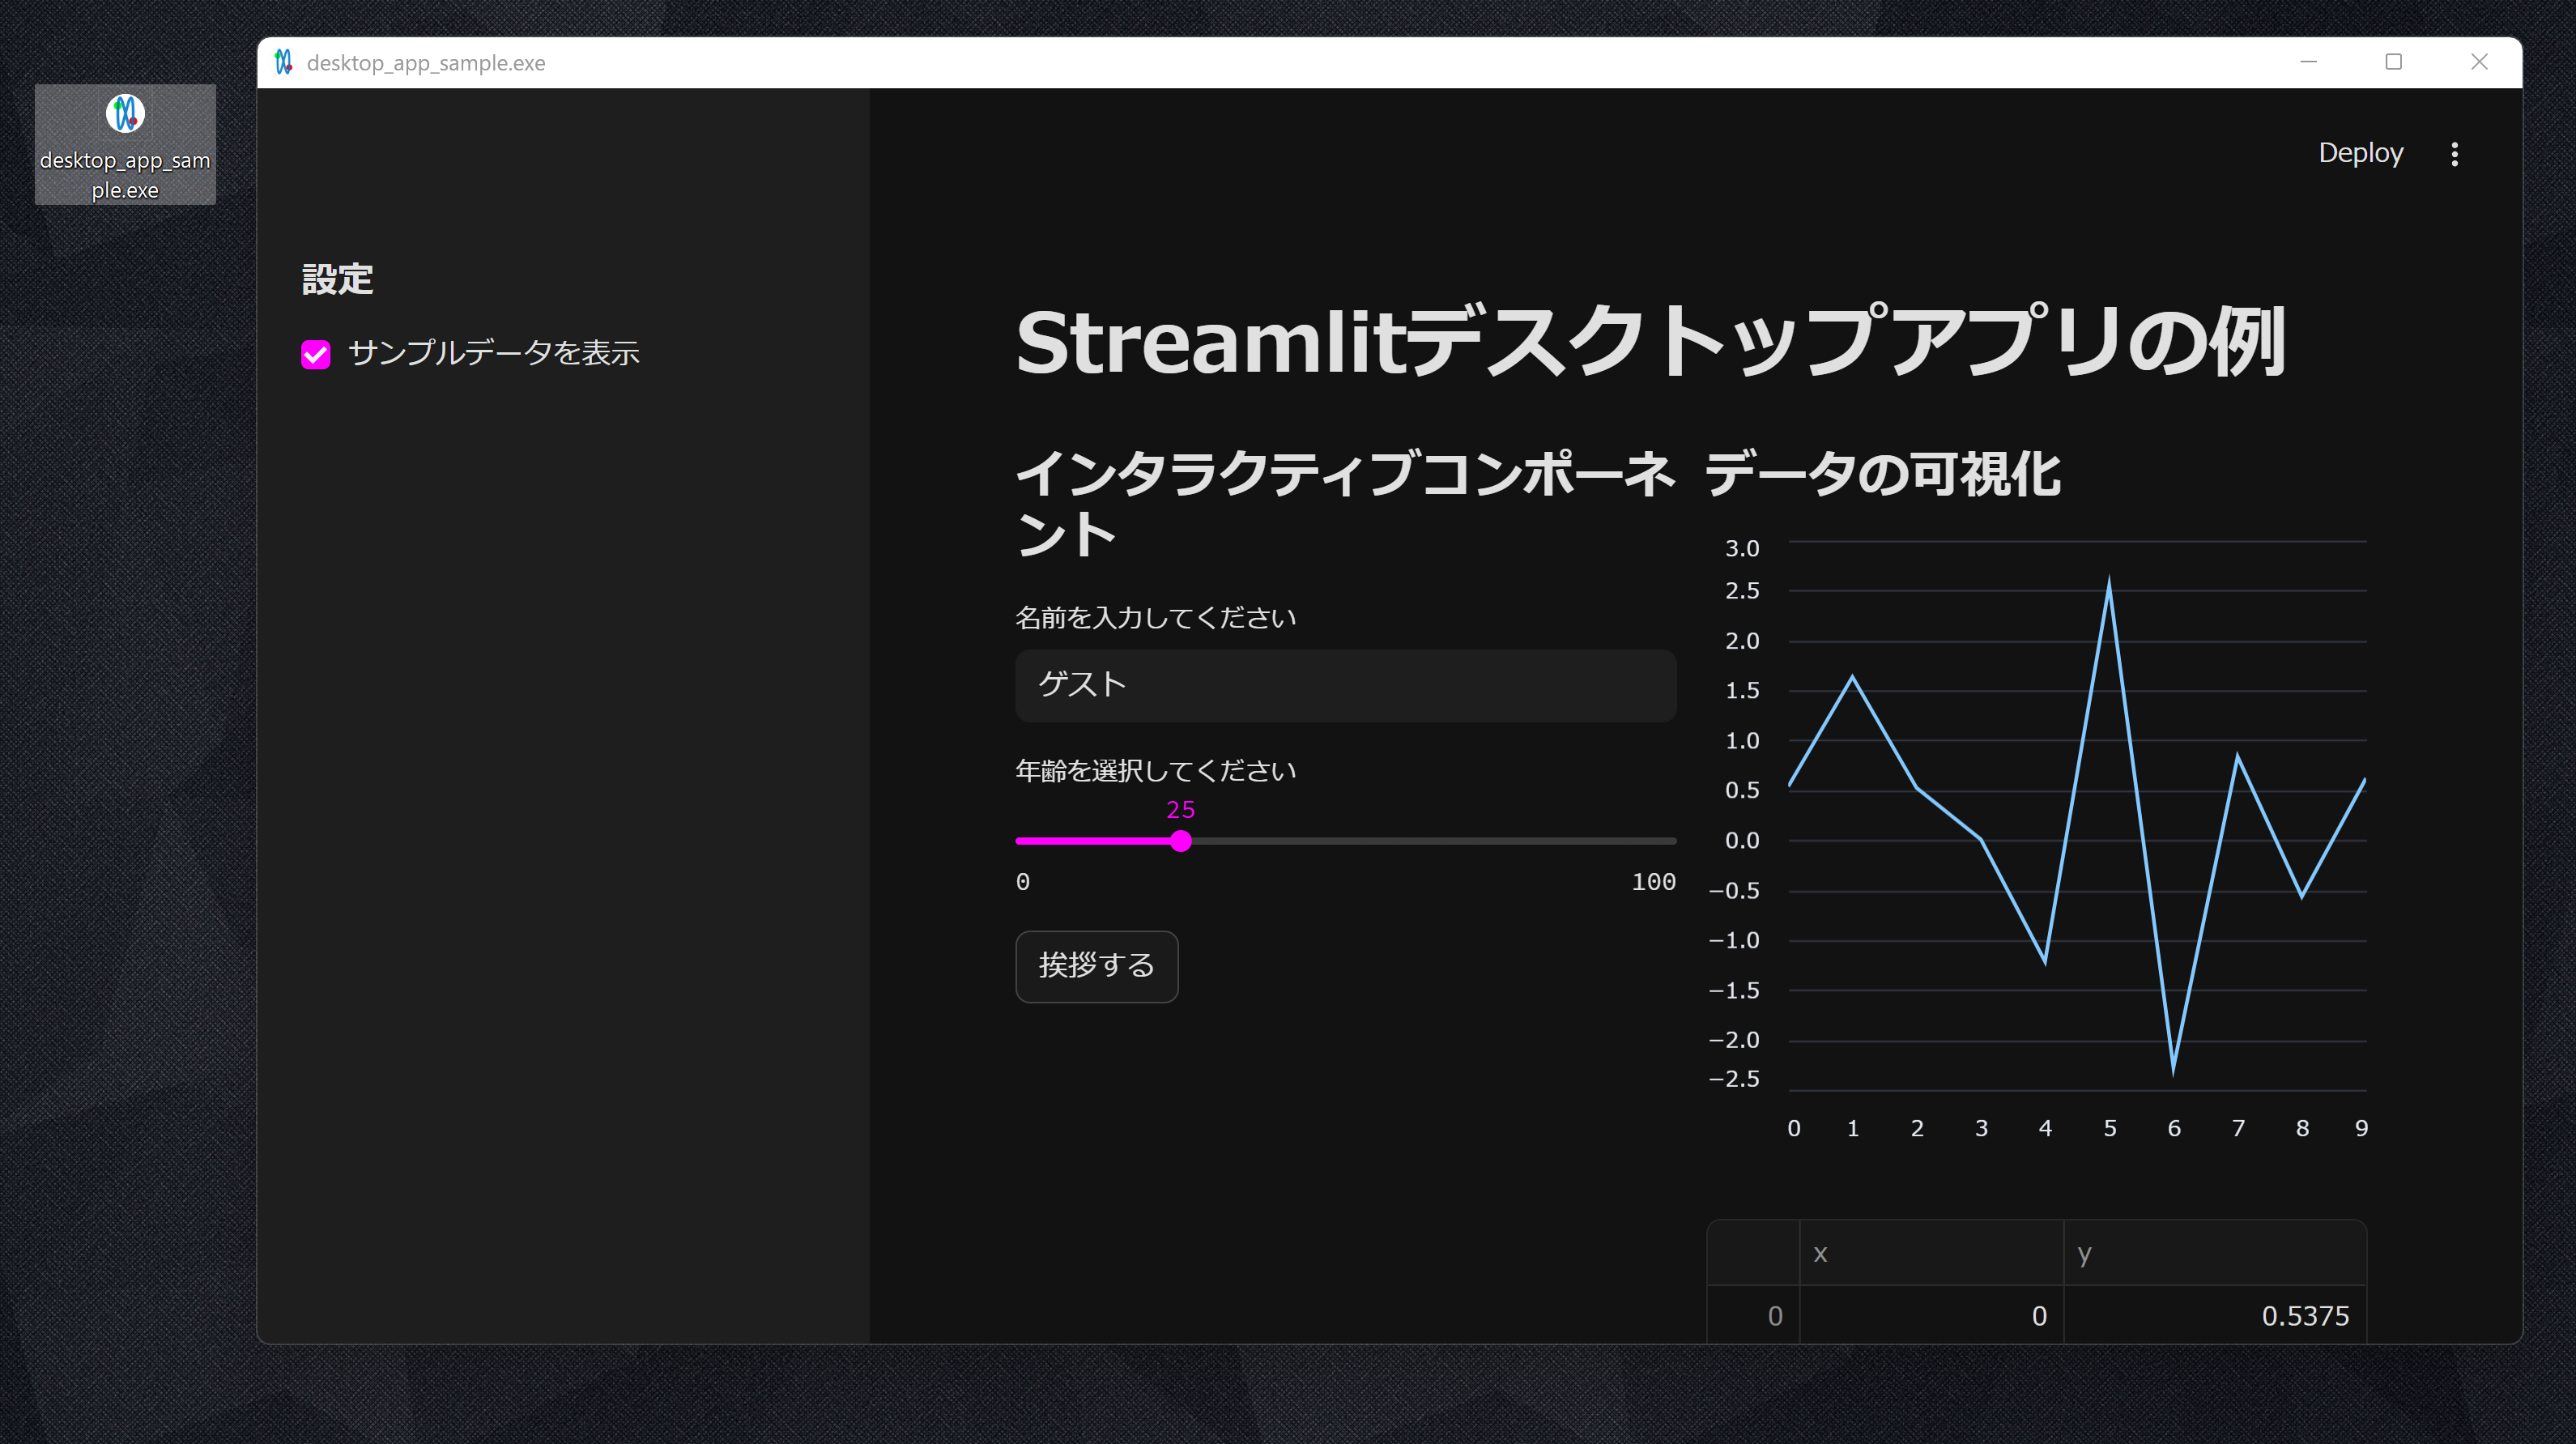 desktop_app_sample.exe
desktop_app_sam
ple.exe
Deploy
設定
サンプルデータを表示
Streamlitデスクトップアプリの例
インタラクティブコンポーネ
ント
名前を入力してください
ゲスト
年齢を選択してください
25
0 100
挨拶する
データの可視化
3.0
2.5
2.0
1.5
1.0
0.5
0.0
−0.5
−1.0
−1.5
−2.0
−2.5
0 1 2 3 4 5 6 7 8 9
x y
0 0 0.5375